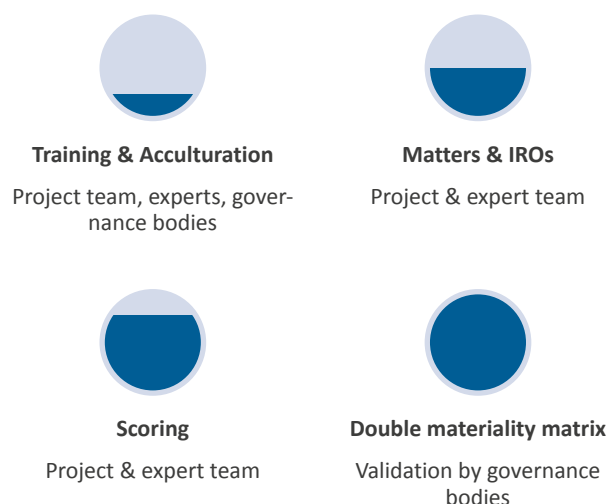 Training & Acculturation
Project team, experts, gover-
nance bodies
Matters & IROs
Project & expert team
Scoring
Project & expert team
Double materiality matrix
Validation by governance
bodies